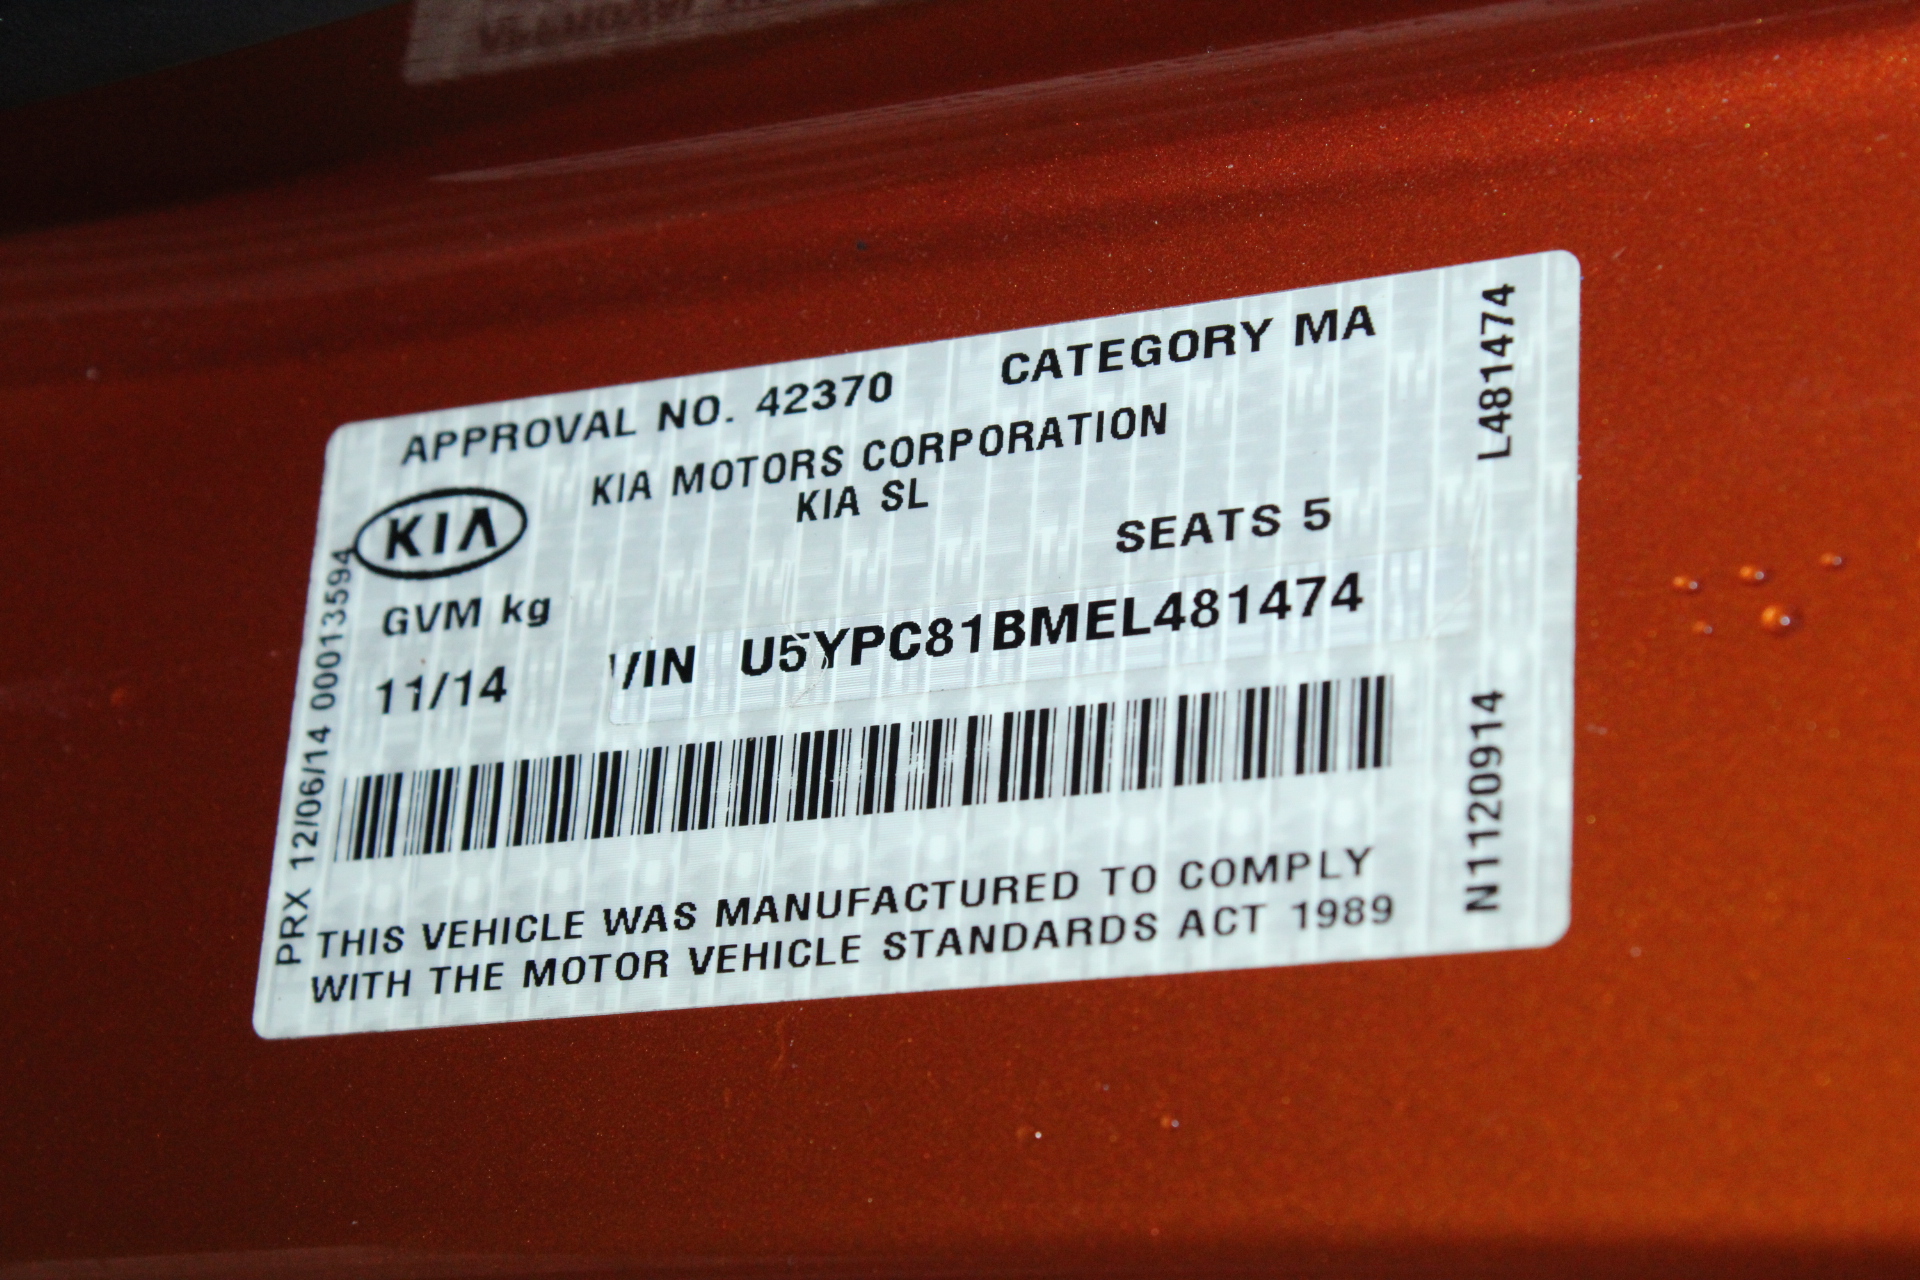 APPROVAL NO. 42370 CATEGORY MA
KIA MOTORS CORPORATION
KIA SL
KIA
SEATS 5
GVM kg
11/14 VIN U5YPC81BMEL481474
THIS VEHICLE WAS MANUFACTURED TO COMPLY
WITH THE MOTOR VEHICLE STANDARDS ACT 1989
PRX 12/06/14 00013594
L481474
N1120914